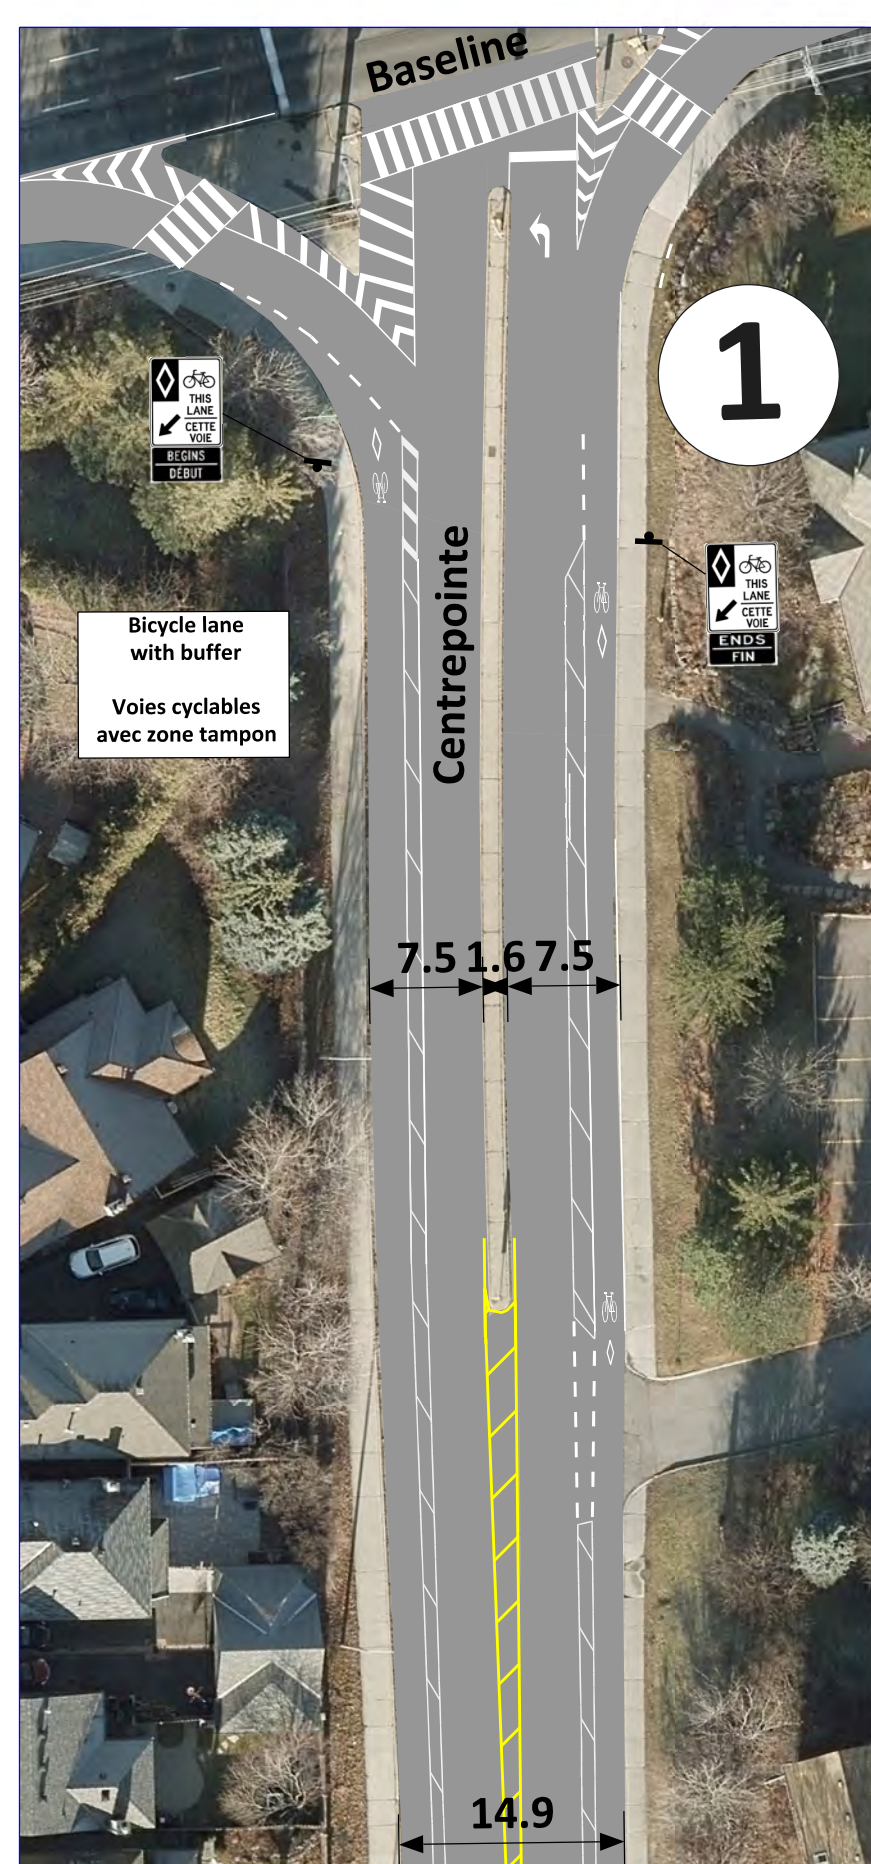 Baseline
1
THIS
LANE
CETTE
VOIE
BEGINS
DÉBUT
Centrepointe
THIS
LANE
CETTE
VOIE
ENDS
FIN
Bicycle lane
with buffer
Voies cyclables
avec zone tampon
7.5 1.6 7.5
14.9